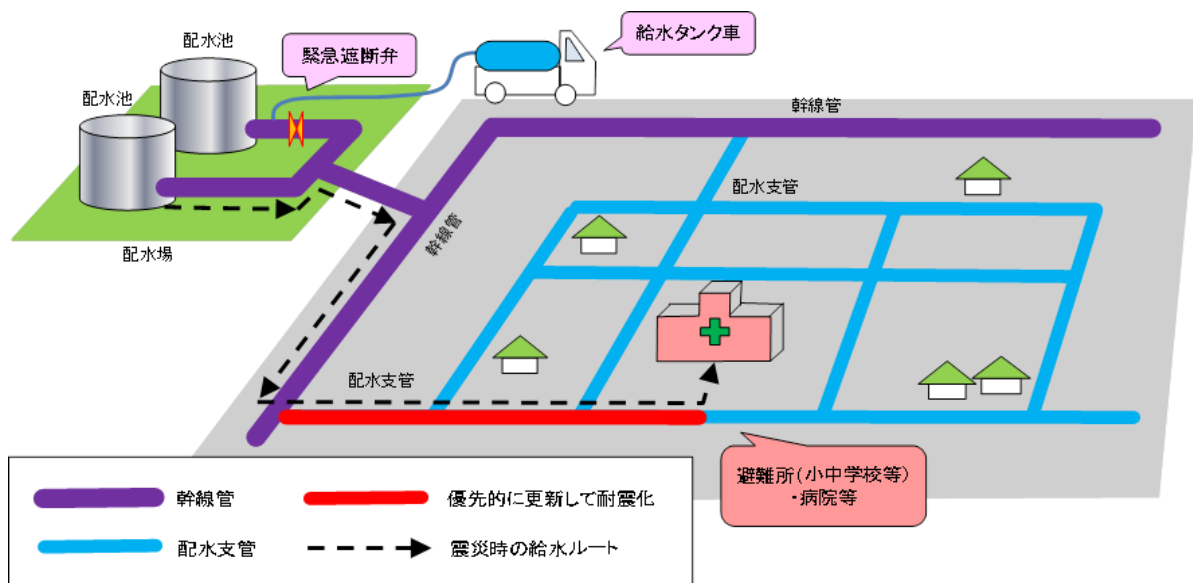 配水池
緊急遮断弁
給水タンク車
配水池
幹線管
配水支管
配水場
幹線管
配水支管
避難所(小中学校等)
・病院等
幹線管
優先的に更新して耐震化
配水支管
震災時の給水ルート